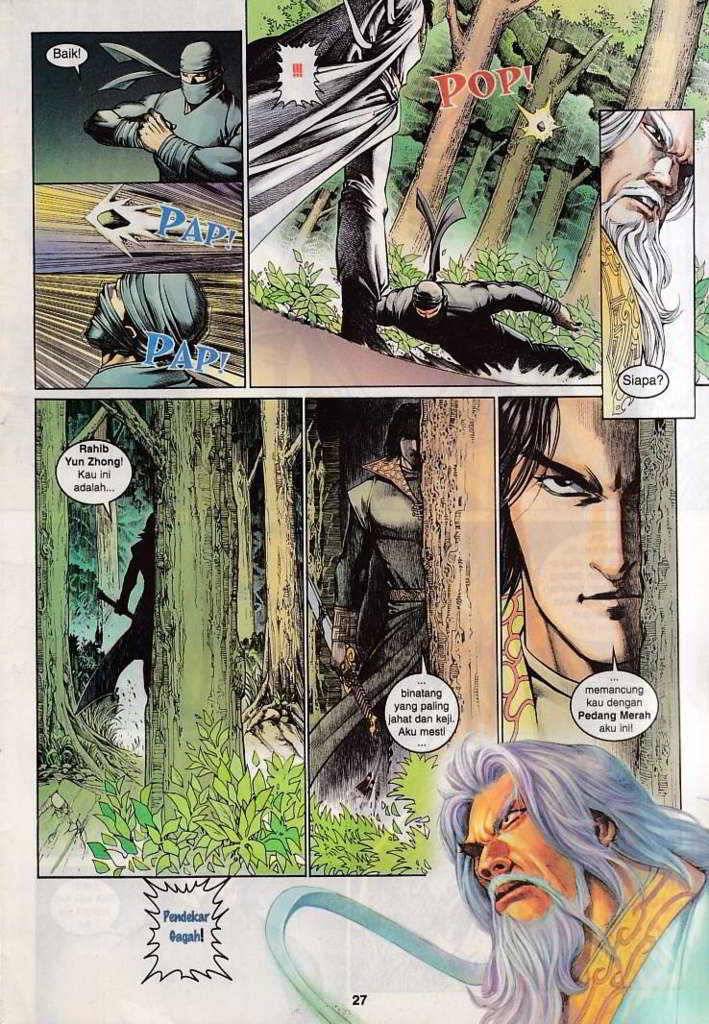 Baik!
!!!
POP!
PAP!
PAP!
Siapa?
Rahib
Yun Zhong!
Kau ini
adalah...
...
binatang
yang paling
jahat dan keji.
Aku mesti
...
...
memancung
kau dengan
Pedang Merah
aku ini!
Pendekar
Gagah!
27